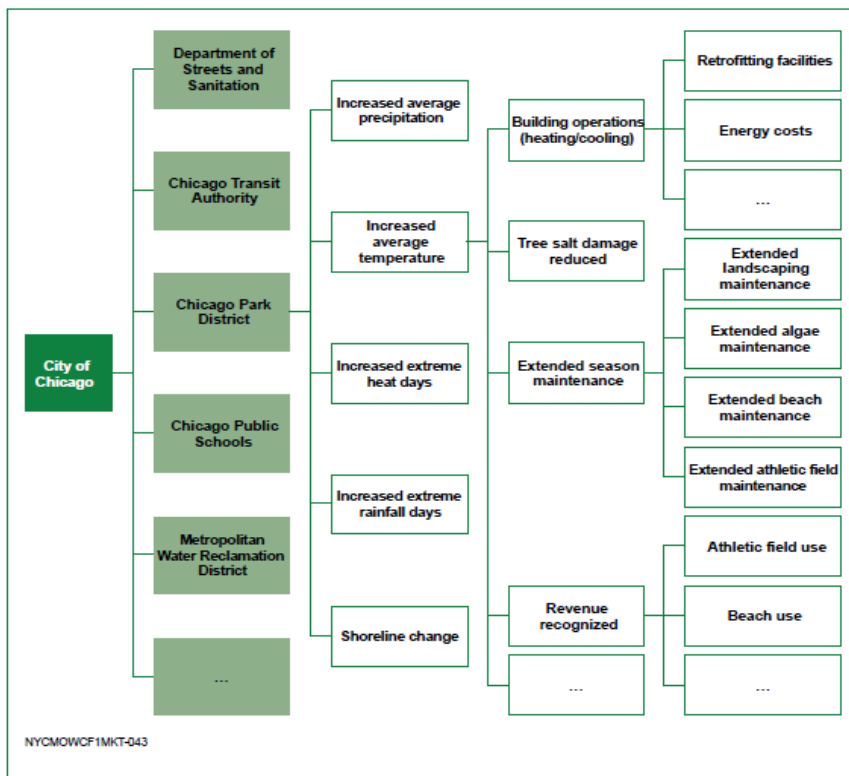 City of
Chicago
Department of
Streets and
Sanitation
Chicago Transit
Authority
Chicago Park
District
Chicago Public
Schools
Metropolitan
Water Reclamation
District
...
Increased average
precipitation
Increased
average
temperature
Increased extreme
heat days
Increased extreme
rainfall days
Shoreline change
Building operations
(heating/cooling)
Tree salt damage
reduced
Extended season
maintenance
Revenue
recognized
...
Retrofitting facilities
Energy costs
...
Extended
landscaping
maintenance
Extended algae
maintenance
Extended beach
maintenance
Extended athletic field
maintenance
Athletic field use
Beach use
...
NYCMOWCF1MKT-043